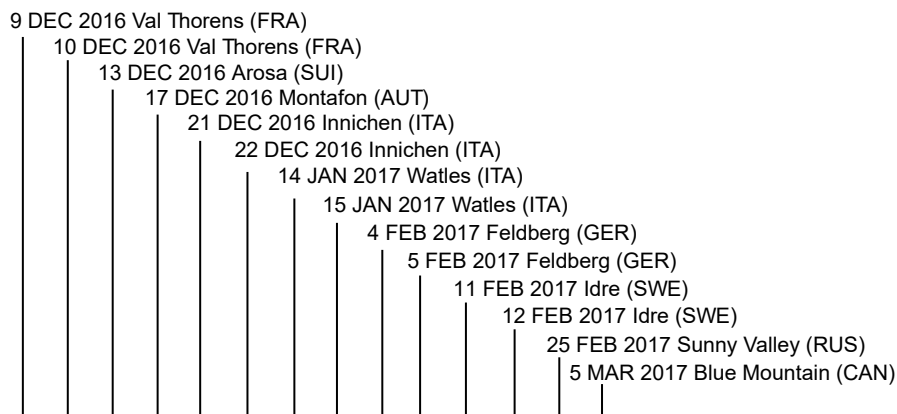 9 DEC 2016 Val Thorens (FRA)
10 DEC 2016 Val Thorens (FRA)
13 DEC 2016 Arosa (SUI)
17 DEC 2016 Montafon (AUT)
21 DEC 2016 Innichen (ITA)
22 DEC 2016 Innichen (ITA)
14 JAN 2017 Watles (ITA)
15 JAN 2017 Watles (ITA)
4 FEB 2017 Feldberg (GER)
5 FEB 2017 Feldberg (GER)
11 FEB 2017 Idre (SWE)
12 FEB 2017 Idre (SWE)
25 FEB 2017 Sunny Valley (RUS)
5 MAR 2017 Blue Mountain (CAN)